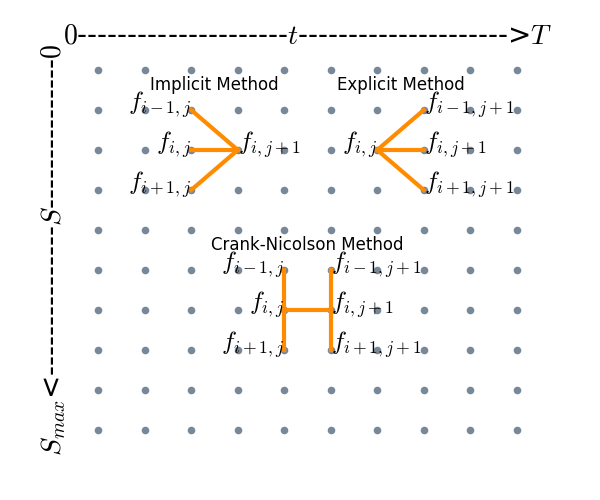 0----------------------t---------------------->T
0
S
S_{max}
Implicit Method
Explicit Method
f_{i-1,j}
f_{i-1,j+1}
f_{i,j}
f_{i,j+1}
f_{i,j}
f_{i,j+1}
f_{i+1,j}
f_{i+1,j+1}
Crank-Nicolson Method
f_{i-1,j}
f_{i-1,j+1}
f_{i,j}
f_{i,j+1}
f_{i+1,j}
f_{i+1,j+1}